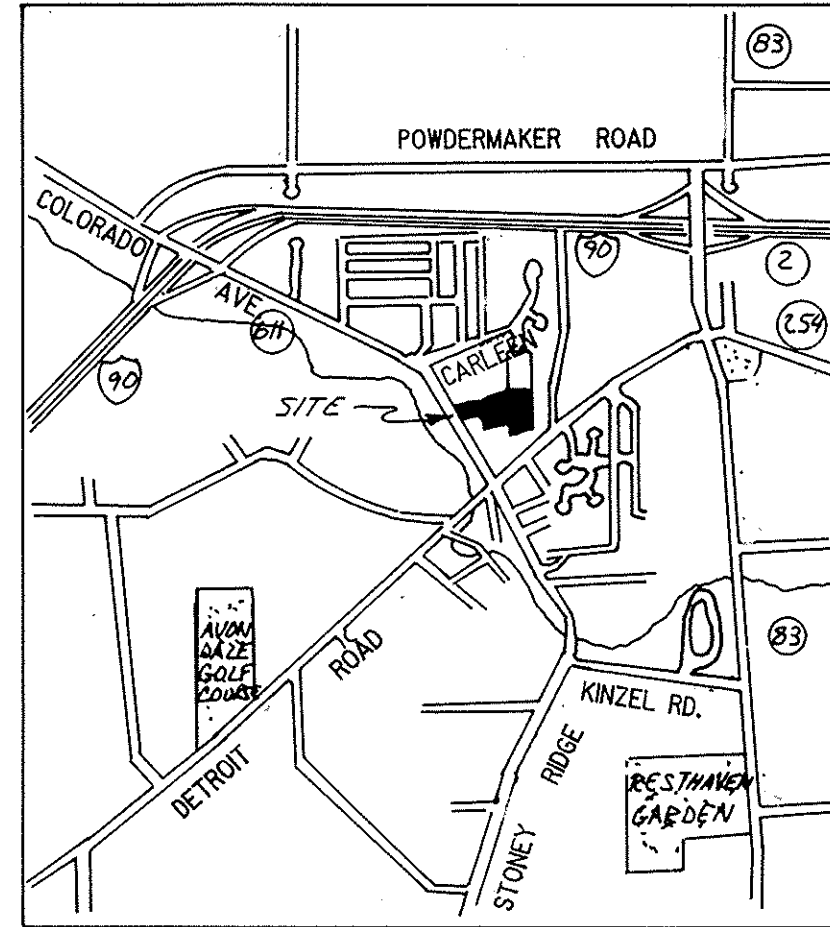 83
POWDERMAKER ROAD
COLORADO
AVE
611
90
2
254
90
CARLEEN
SITE
AVON
DALE
GOLF
COURSE
ROAD
DETROIT
83
KINZEL RD.
RIDGE
STONEY
RESTHAVEN
GARDEN